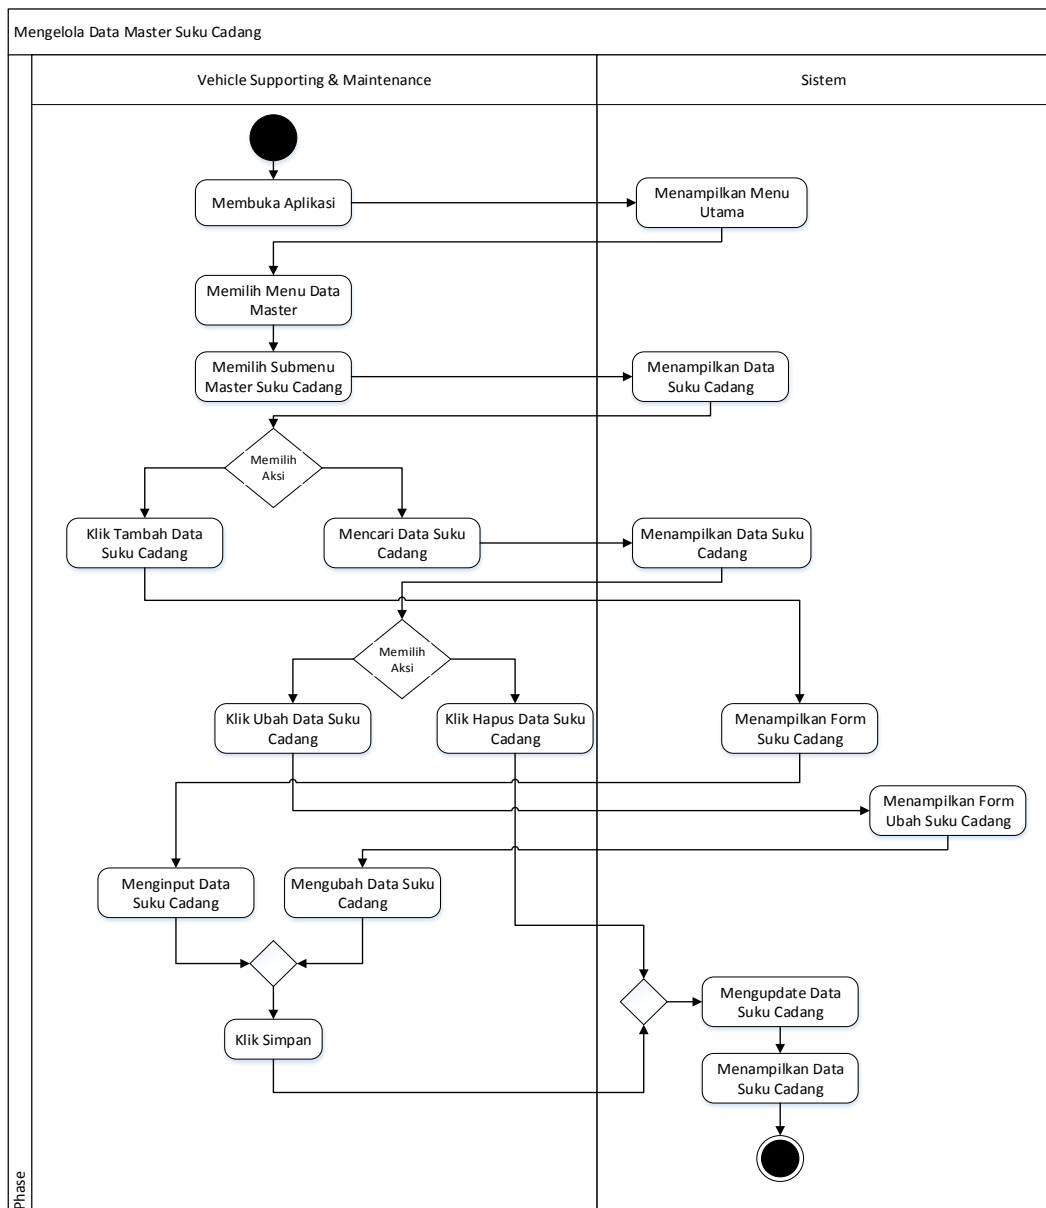 Mengelola Data Master Suku Cadang
Vehicle Supporting & Maintenance
Sistem
Membuka Aplikasi
Menampilkan Menu
Utama
Memilih Menu Data
Master
Memilih Submenu
Master Suku Cadang
Menampilkan Data
Suku Cadang
Memilih
Aksi
Klik Tambah Data
Suku Cadang
Mencari Data Suku
Cadang
Menampilkan Data Suku
Cadang
Memilih
Aksi
Klik Ubah Data Suku
Cadang
Klik Hapus Data Suku
Cadang
Menampilkan Form
Suku Cadang
Menampilkan Form
Ubah Suku Cadang
Menginput Data
Suku Cadang
Mengubah Data Suku
Cadang
Mengupdate Data
Suku Cadang
Klik Simpan
Menampilkan Data
Suku Cadang
Phase